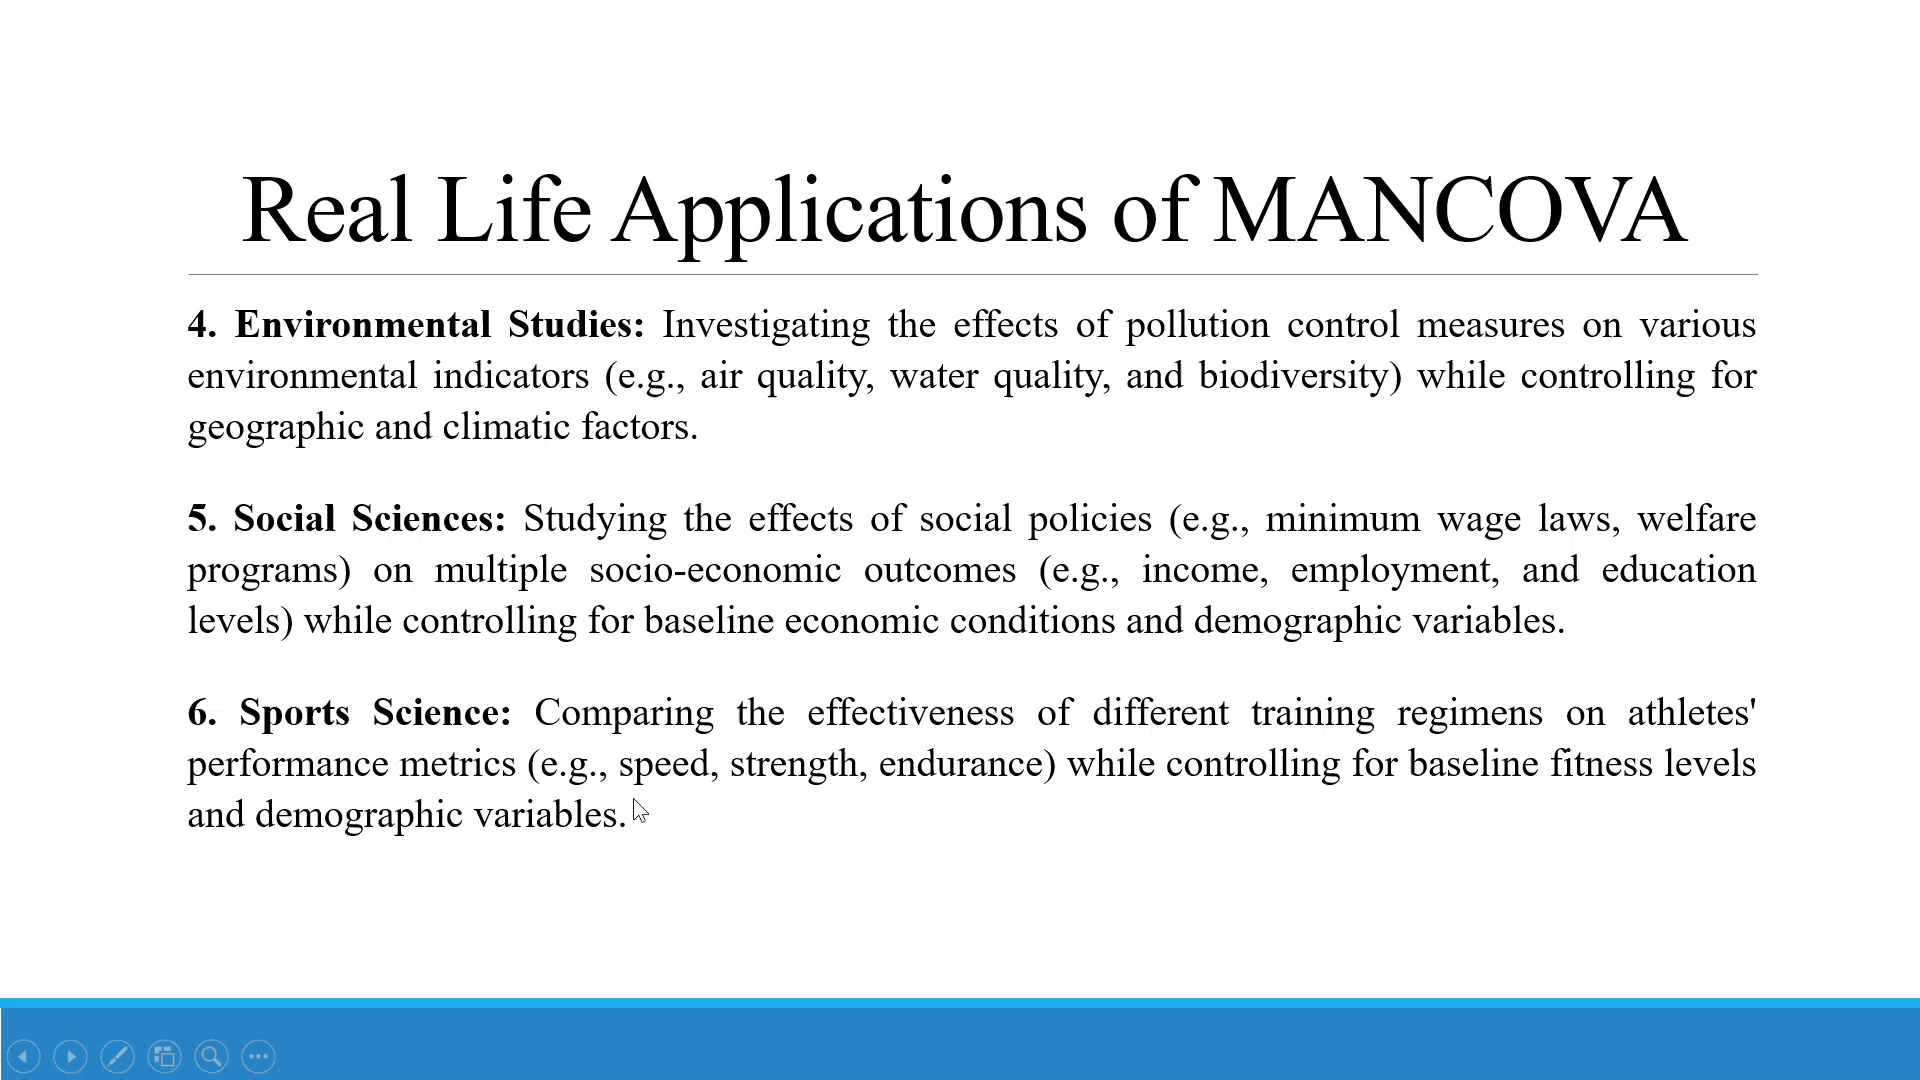 Real Life Applications of MANCOVA
4. Environmental Studies: Investigating the effects of pollution control measures on various
environmental indicators (e.g., air quality, water quality, and biodiversity) while controlling for
geographic and climatic factors.
5. Social Sciences: Studying the effects of social policies (e.g., minimum wage laws, welfare
programs) on multiple socio-economic outcomes (e.g., income, employment, and education
levels) while controlling for baseline economic conditions and demographic variables.
6. Sports Science: Comparing the effectiveness of different training regimens on athletes'
performance metrics (e.g., speed, strength, endurance) while controlling for baseline fitness levels
and demographic variables.